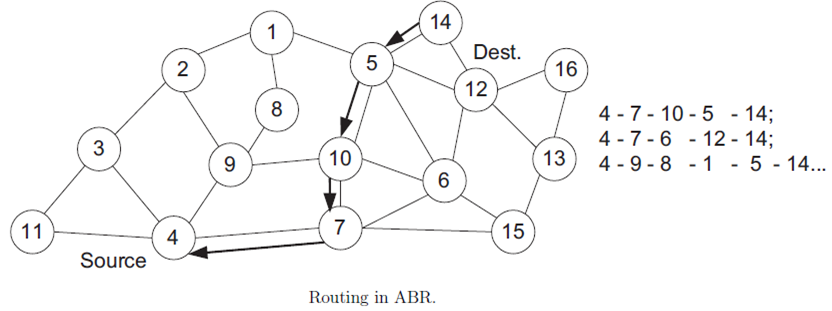 14
1
Dest.
5
2
16
12
8
4 - 7 - 10 - 5 - 14;
4 - 7 - 6 - 12 - 14;
3
9
10
13
4 - 9 - 8 - 1 - 5 - 14...
6
11
4
7
15
Source
Routing in ABR.